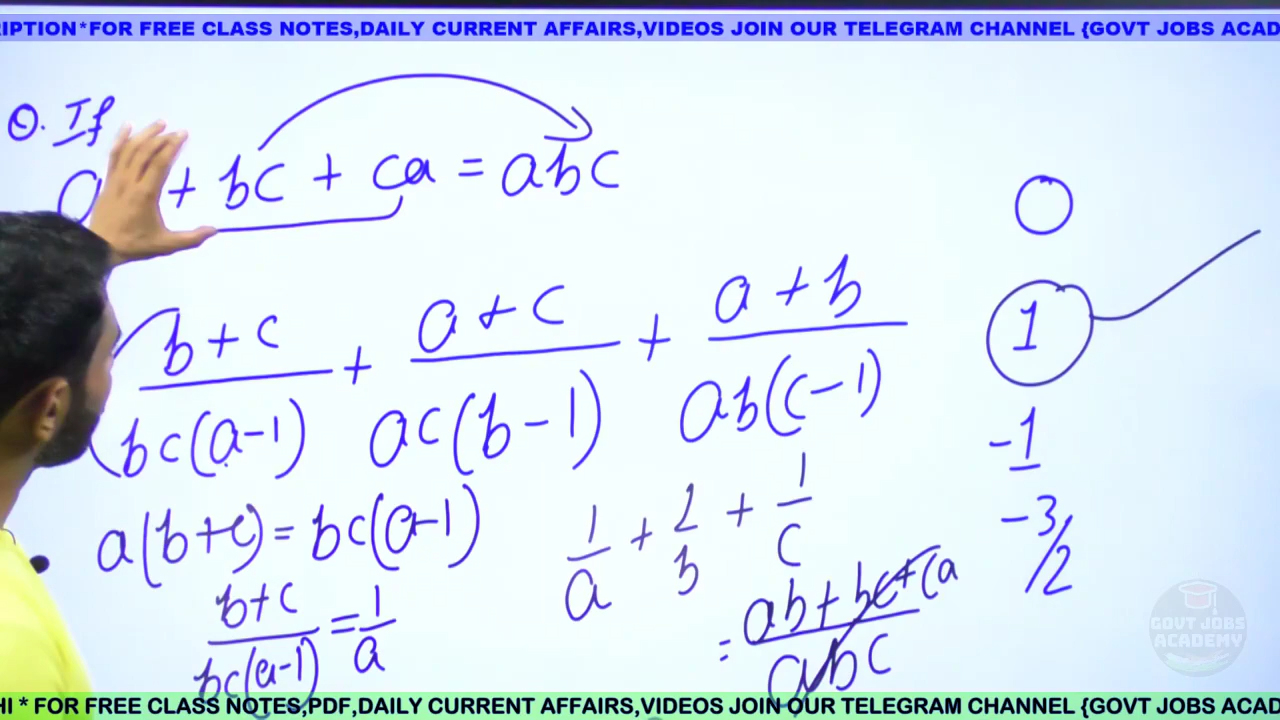 IPTION*FOR FREE CLASS NOTES,DAILY CURRENT AFFAIRS,VIDEOS JOIN OUR TELEGRAM CHANNEL {GOVT JOBS ACAD
Q. If
a + bc + ca = abc
b+c/bc(a-1) + a+c/ac(b-1) + a+b/ab(c-1)
a(b+c) = bc(a-1)
b+c/bc(a-1) = 1/a
1/a + 1/b + 1/c
= ab+bc+ca/abc
0
1
-1
-3/2
GOVT JOBS
ACADEMY
HI * FOR FREE CLASS NOTES,PDF,DAILY CURRENT AFFAIRS,VIDEOS JOIN OUR TELEGRAM CHANNEL {GOVT JOBS ACAD